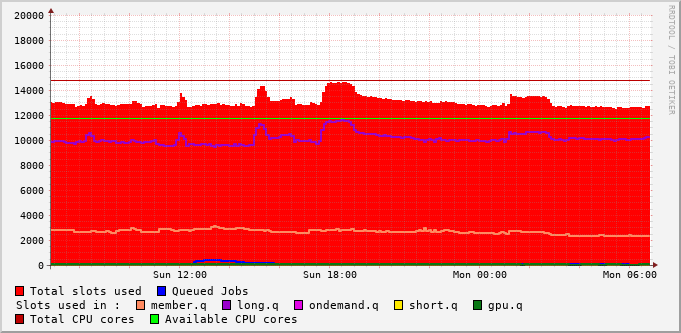 20000
18000
16000
14000
12000
10000
8000
6000
4000
2000
0
Sun 12:00 Sun 18:00 Mon 00:00 Mon 06:00
RRDTOOL / TOBI OETIKER
Total slots used Queued Jobs
Slots used in : member.q long.q ondemand.q short.q gpu.q
Total CPU cores Available CPU cores